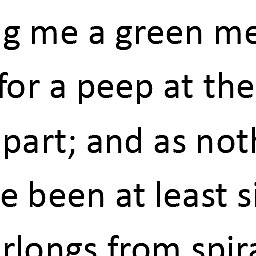 g me a green me
for a peep at the
part; and as noth
e been at least si
rlongs from spira